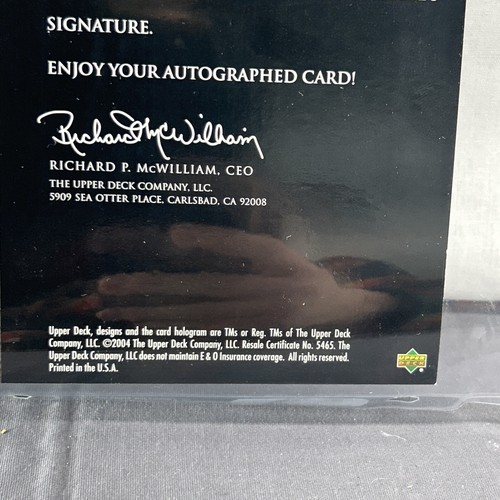 SIGNATURE.
ENJOY YOUR AUTOGRAPHED CARD!
Richard McWilliam
RICHARD P. McWILLIAM, CEO
THE UPPER DECK COMPANY, LLC.
5909 SEA OTTER PLACE, CARLSBAD, CA 92008
Upper Deck, designs and the card hologram are TMs or Reg. TMs of The Upper Deck
Company, LLC. ©2004 The Upper Deck Company, LLC. Resale Certificate No. 5465. The
Upper Deck Company, LLC does not maintain E & O Insurance coverage. All rights reserved.
Printed in the U.S.A.
UPPER
DECK